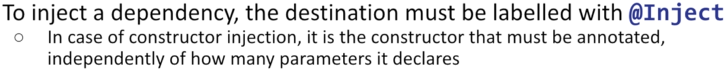 To inject a dependency, the destination must be labelled with @Inject
○ In case of constructor injection, it is the constructor that must be annotated,
independently of how many parameters it declares